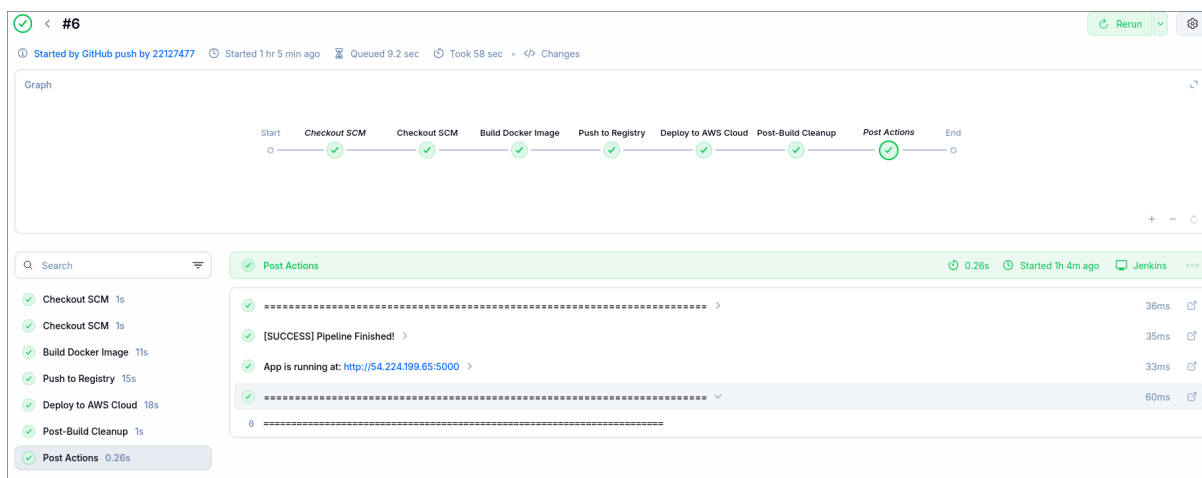 #6
Rerun
Started by GitHub push by 22127477 Started 1 hr 5 min ago Queued 9.2 sec Took 58 sec • </> Changes
Graph
Start Checkout SCM Checkout SCM Build Docker Image Push to Registry Deploy to AWS Cloud Post-Build Cleanup Post Actions End
Search
Checkout SCM 1s
Checkout SCM 1s
Build Docker Image 11s
Push to Registry 15s
Deploy to AWS Cloud 18s
Post-Build Cleanup 1s
Post Actions 0.26s
Post Actions 0.26s Started 1h 4m ago Jenkins
======================================================================== 36ms
[SUCCESS] Pipeline Finished! 35ms
App is running at: http://54.224.199.65:5000 33ms
======================================================================== 60ms
0 ========================================================================